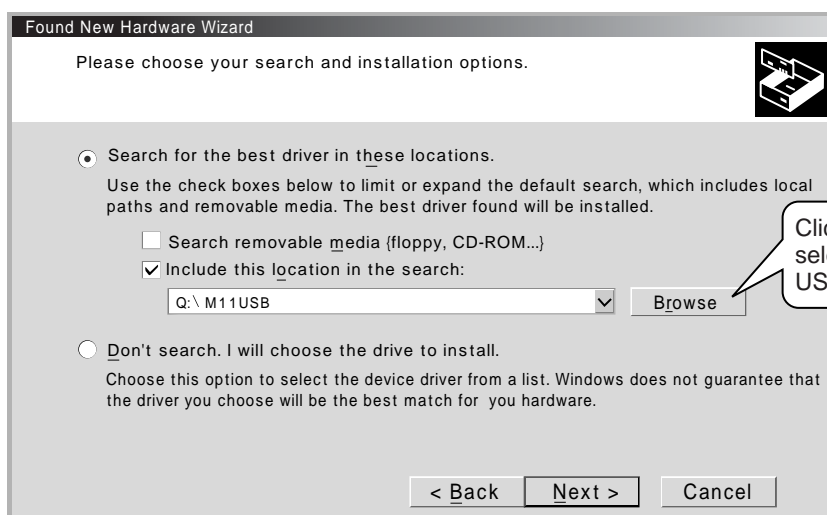 Found New Hardware Wizard
Please choose your search and installation options.
Search for the best driver in these locations.
Use the check boxes below to limit or expand the default search, which includes local
paths and removable media. The best driver found will be installed.
Search removable media {floppy, CD-ROM...}
Include this location in the search:
Q:\ M11USB
Browse
Don't search. I will choose the drive to install.
Choose this option to select the device driver from a list. Windows does not guarantee that
the driver you choose will be the best match for you hardware.
< Back
Next >
Cancel